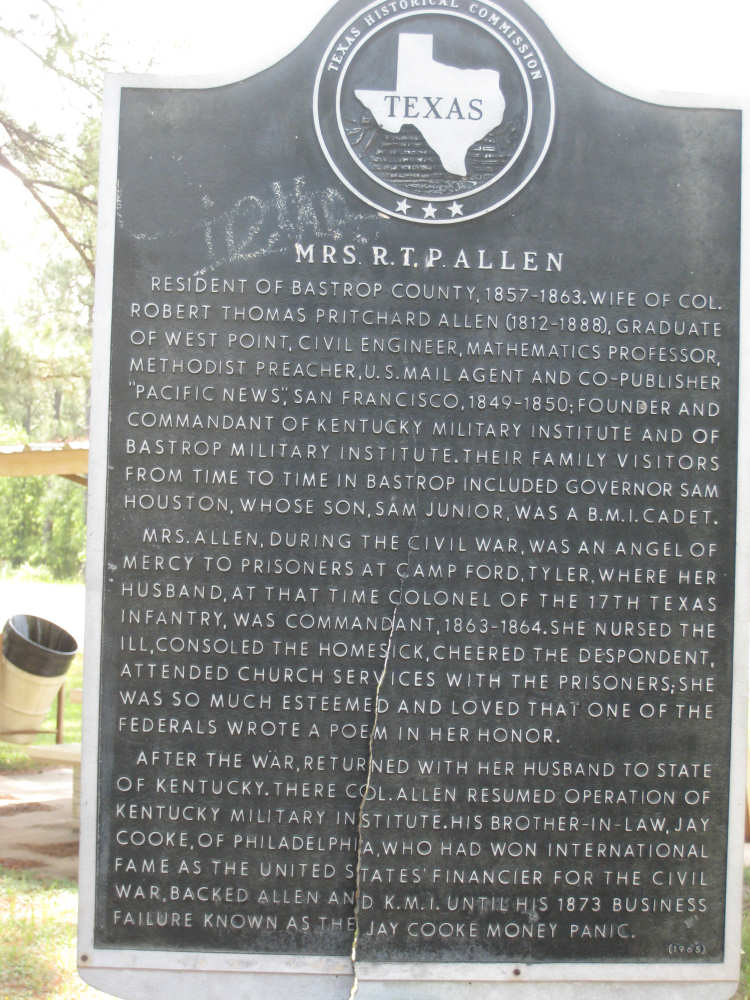 TEXAS HISTORICAL COMMISSION
TEXAS
MRS. R.T.P. ALLEN
RESIDENT OF BASTROP COUNTY, 1857-1863. WIFE OF COL.
ROBERT THOMAS PRITCHARD ALLEN (1812-1888), GRADUATE
OF WEST POINT, CIVIL ENGINEER, MATHEMATICS PROFESSOR,
METHODIST PREACHER, U.S. MAIL AGENT AND CO-PUBLISHER
"PACIFIC NEWS", SAN FRANCISCO, 1849-1850; FOUNDER AND
COMMANDANT OF KENTUCKY MILITARY INSTITUTE AND OF
BASTROP MILITARY INSTITUTE. THEIR FAMILY VISITORS
FROM TIME TO TIME IN BASTROP INCLUDED GOVERNOR SAM
HOUSTON, WHOSE SON, SAM JUNIOR, WAS A B.M.I. CADET.
MRS. ALLEN, DURING THE CIVIL WAR, WAS AN ANGEL OF
MERCY TO PRISONERS AT CAMP FORD, TYLER, WHERE HER
HUSBAND, AT THAT TIME COLONEL OF THE 17TH TEXAS
INFANTRY, WAS COMMANDANT, 1863-1864. SHE NURSED THE
ILL, CONSOLED THE HOMESICK, CHEERED THE DESPONDENT,
ATTENDED CHURCH SERVICES WITH THE PRISONERS; SHE
WAS SO MUCH ESTEEMED AND LOVED THAT ONE OF THE
FEDERALS WROTE A POEM IN HER HONOR.
AFTER THE WAR, RETURNED WITH HER HUSBAND TO STATE
OF KENTUCKY. THERE COL. ALLEN RESUMED OPERATION OF
KENTUCKY MILITARY INSTITUTE. HIS BROTHER-IN-LAW, JAY
COOKE, OF PHILADELPHIA, WHO HAD WON INTERNATIONAL
FAME AS THE UNITED STATES' FINANCIER FOR THE CIVIL
WAR, BACKED ALLEN AND K.M.I. UNTIL HIS 1873 BUSINESS
FAILURE KNOWN AS THE JAY COOKE MONEY PANIC.
(1965)